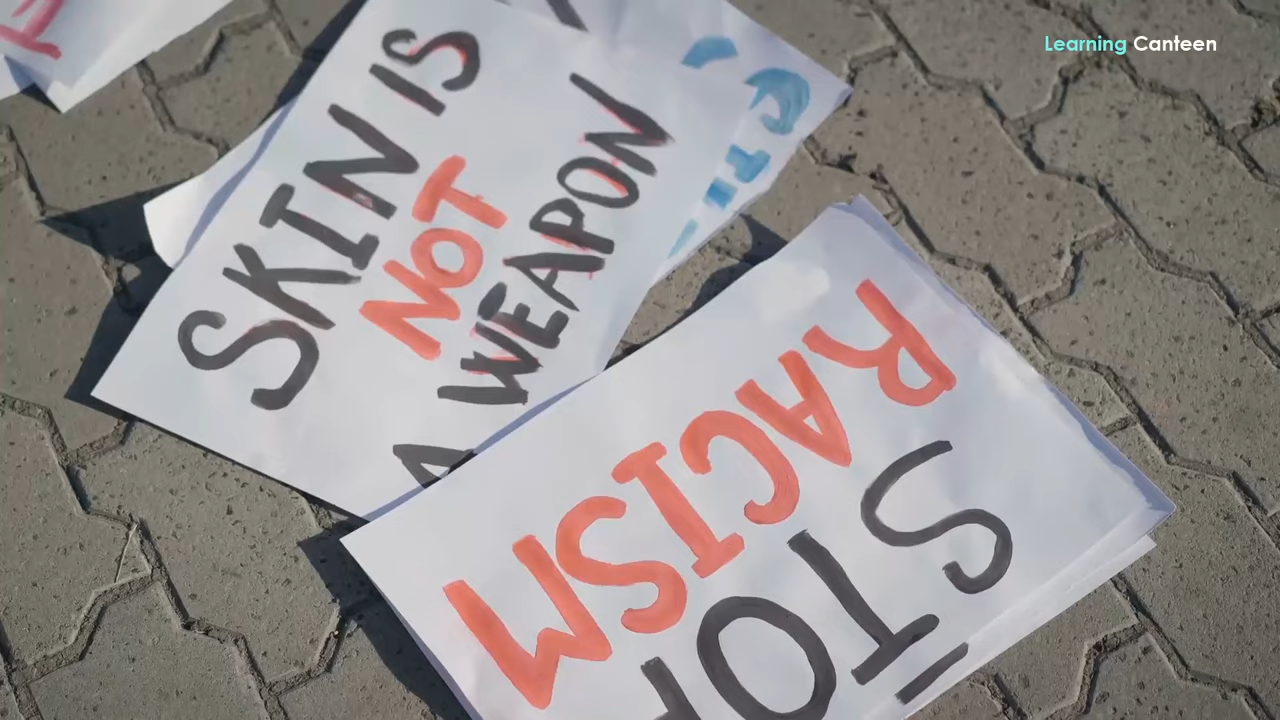 Learning Canteen
SKIN IS
NOT
A WEAPON
STOP
RACISM